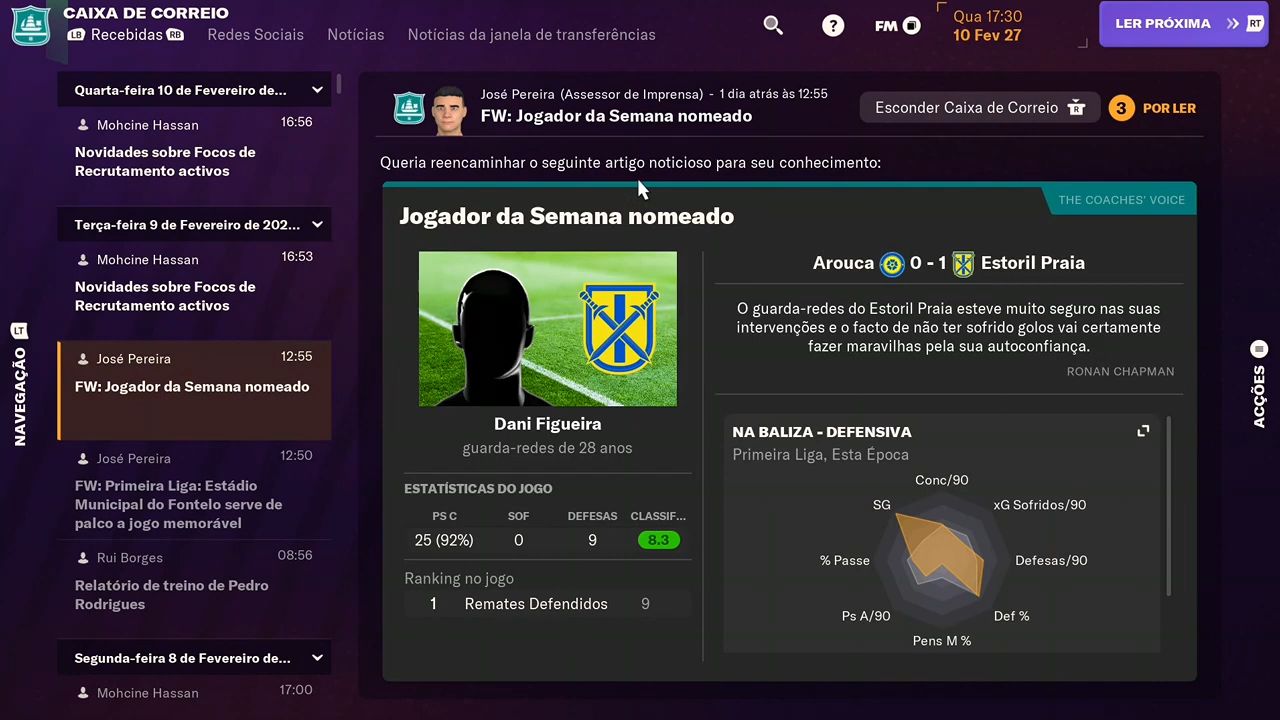 CAIXA DE CORREIO
LB Recebidas RB Redes Sociais Notícias Notícias da janela de transferências
?
FM
Qua 17:30
10 Fev 27
LER PRÓXIMA RT
LT
NAVEGAÇÃO
Quarta-feira 10 de Fevereiro de...
Mohcine Hassan 16:56
Novidades sobre Focos de
Recrutamento activos
Terça-feira 9 de Fevereiro de 202...
Mohcine Hassan 16:53
Novidades sobre Focos de
Recrutamento activos
José Pereira 12:55
FW: Jogador da Semana nomeado
José Pereira 12:50
FW: Primeira Liga: Estádio
Municipal do Fontelo serve de
palco a jogo memorável
Rui Borges 08:56
Relatório de treino de Pedro
Rodrigues
Segunda-feira 8 de Fevereiro de...
Mohcine Hassan 17:00
José Pereira (Assessor de Imprensa) - 1 dia atrás às 12:55
FW: Jogador da Semana nomeado
Esconder Caixa de Correio R
3 POR LER
Queria reencaminhar o seguinte artigo noticioso para seu conhecimento:
THE COACHES' VOICE
Jogador da Semana nomeado
Dani Figueira
guarda-redes de 28 anos
ESTATÍSTICAS DO JOGO
PS C SOF DEFESAS CLASSIF...
25 (92%) 0 9 8.3
Ranking no jogo
1 Remates Defendidos 9
Arouca 0 - 1 Estoril Praia
O guarda-redes do Estoril Praia esteve muito seguro nas suas
intervenções e o facto de não ter sofrido golos vai certamente
fazer maravilhas pela sua autoconfiança.
RONAN CHAPMAN
NA BALIZA - DEFENSIVA
Primeira Liga, Esta Época
Conc/90
SG xG Sofridos/90
% Passe Defesas/90
Ps A/90 Def %
Pens M %
ACÇÕES